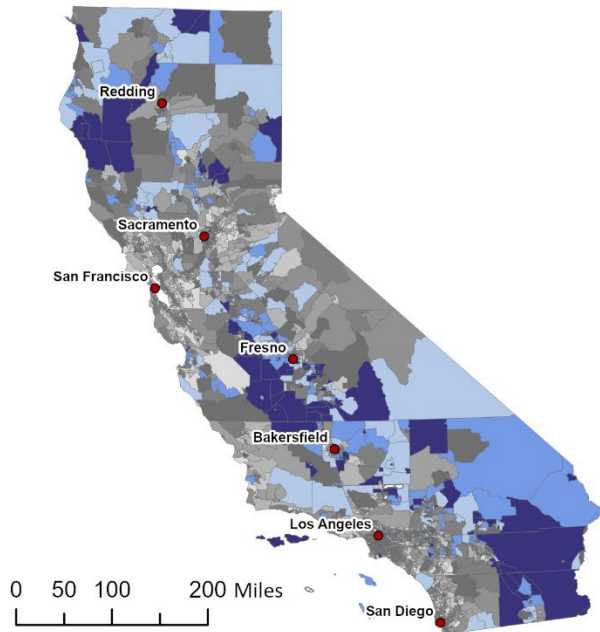 Redding
Sacramento
San Francisco
Fresno
Bakersfield
Los Angeles
0 50 100 200 Miles
San Diego